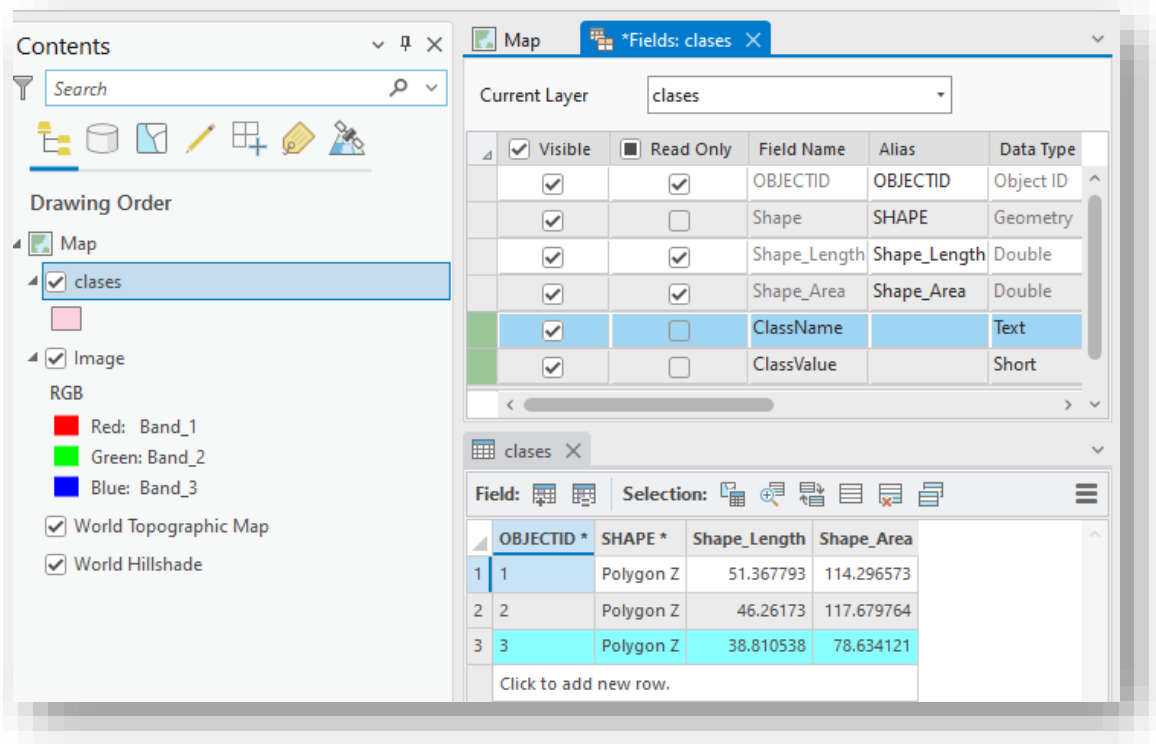 Contents
Search
Drawing Order
Map
clases
Image
RGB
Red: Band_1
Green: Band_2
Blue: Band_3
World Topographic Map
World Hillshade
Map
*Fields: clases
Current Layer clases
Visible Read Only Field Name Alias Data Type
OBJECTID OBJECTID Object ID
Shape SHAPE Geometry
Shape_Length Shape_Length Double
Shape_Area Shape_Area Double
ClassName Text
ClassValue Short
clases
Field: Selection:
OBJECTID * SHAPE * Shape_Length Shape_Area
1 1 Polygon Z 51.367793 114.296573
2 2 Polygon Z 46.26173 117.679764
3 3 Polygon Z 38.810538 78.634121
Click to add new row.